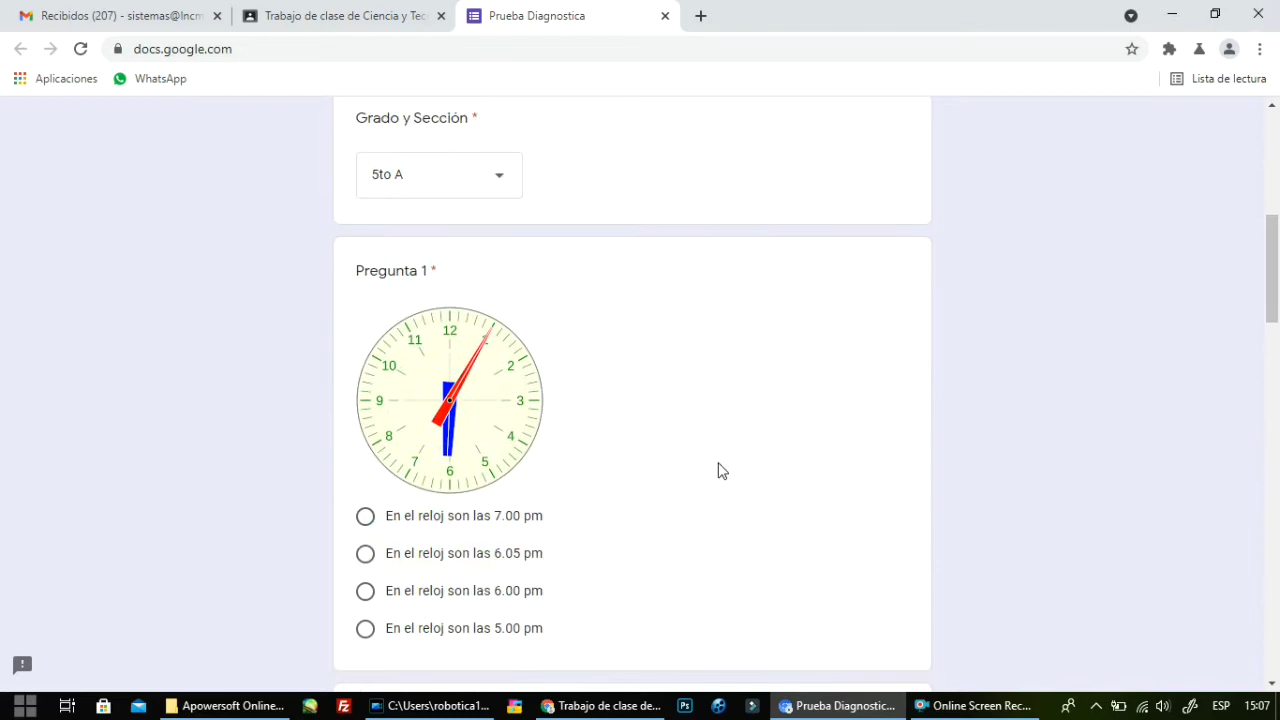 Recibidos (207) - sistemas@Incr
Trabajo de clase de Ciencia y Tec
Prueba Diagnostica
docs.google.com
Aplicaciones
WhatsApp
Lista de lectura
Grado y Sección *
5to A
Pregunta 1 *
12
11
10
2
9
3
8
4
7
5
6
En el reloj son las 7.00 pm
En el reloj son las 6.05 pm
En el reloj son las 6.00 pm
En el reloj son las 5.00 pm
Apowersoft Online...
C:\Users\robotica1...
Trabajo de clase de...
Ps
Prueba Diagnostic...
Online Screen Rec...
ESP
15:07